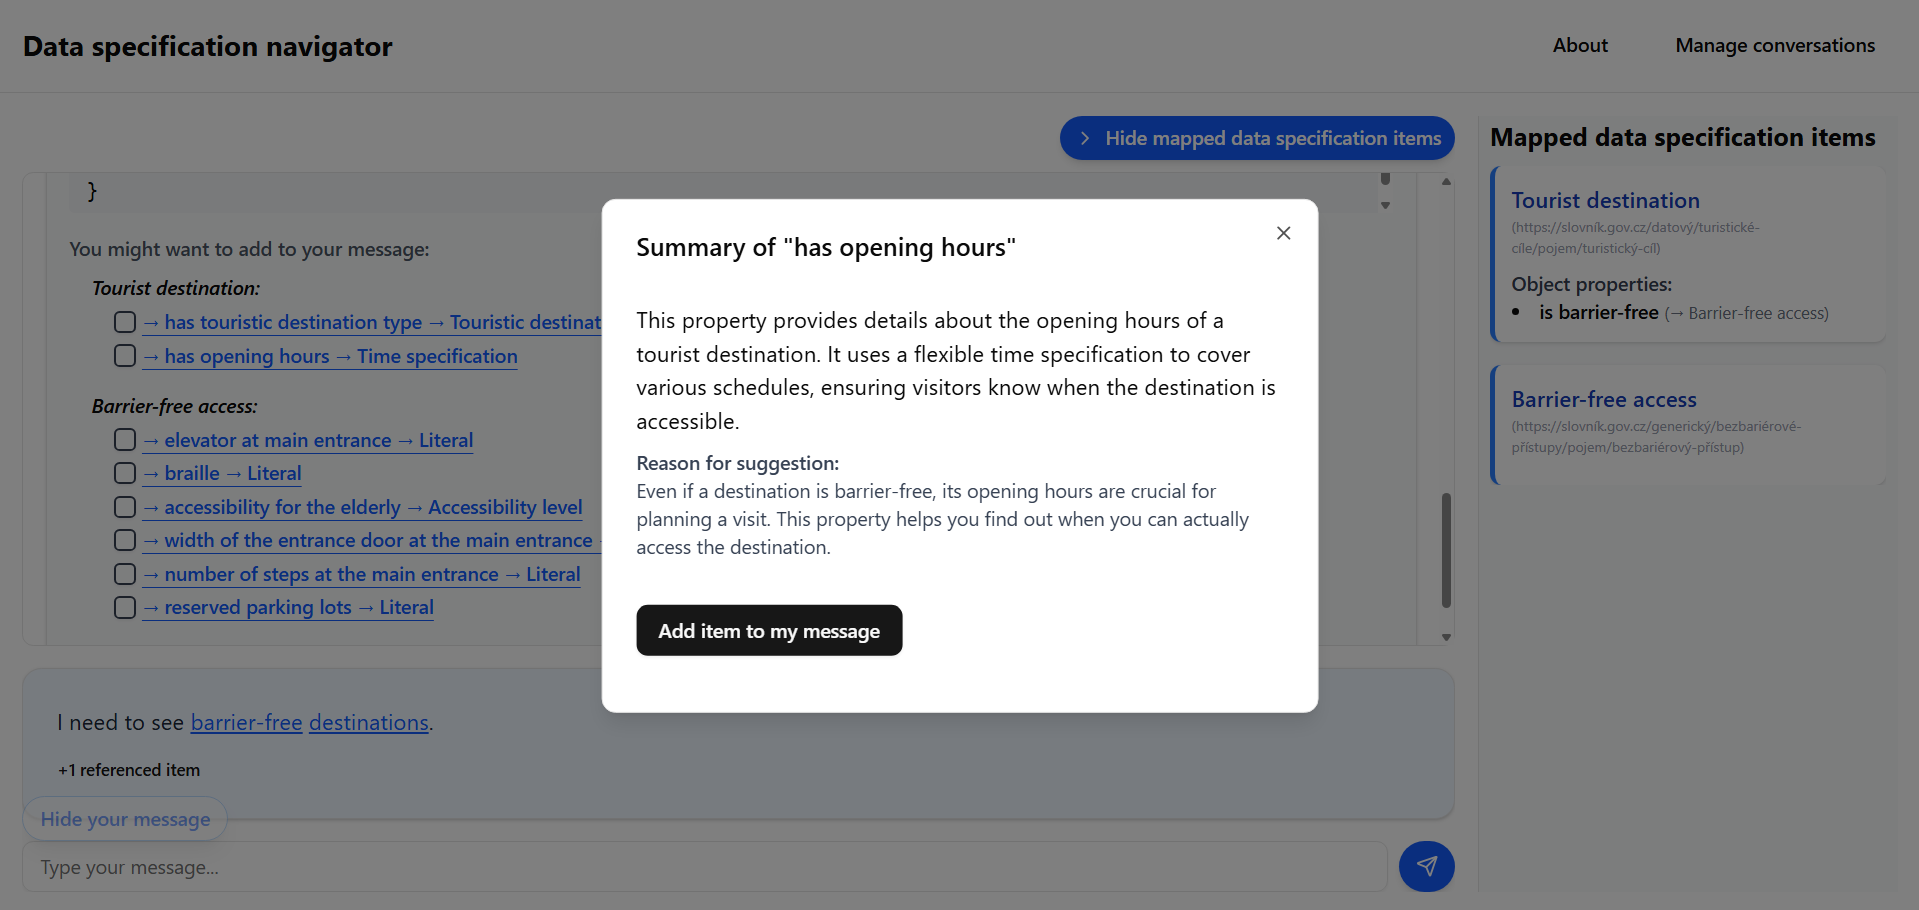 Data specification navigator
About
Manage conversations
Hide mapped data specification items
}
You might want to add to your message:
Tourist destination:
→ has touristic destination type → Touristic destinat
→ has opening hours → Time specification
Barrier-free access:
→ elevator at main entrance → Literal
→ braille → Literal
→ accessibility for the elderly → Accessibility level
→ width of the entrance door at the main entrance
→ number of steps at the main entrance → Literal
→ reserved parking lots → Literal
Summary of "has opening hours"
This property provides details about the opening hours of a
tourist destination. It uses a flexible time specification to cover
various schedules, ensuring visitors know when the destination is
accessible.
Reason for suggestion:
Even if a destination is barrier-free, its opening hours are crucial for
planning a visit. This property helps you find out when you can actually
access the destination.
Add item to my message
I need to see barrier-free destinations.
+1 referenced item
Hide your message
Type your message...
Mapped data specification items
Tourist destination
(https://slovník.gov.cz/datový/turistické-
cíle/pojem/turistický-cíl)
Object properties:
• is barrier-free (→ Barrier-free access)
Barrier-free access
(https://slovník.gov.cz/generický/bezbariérové-
přístupy/pojem/bezbariérový-přístup)